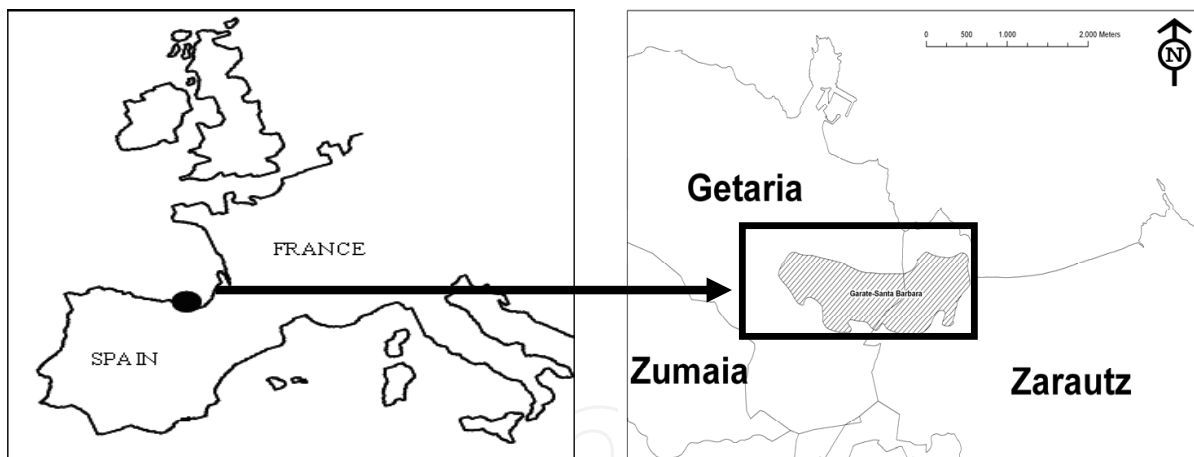 FRANCE
SPAIN
0 500 1.000 2.000 Meters
N
Getaria
Garate-Santa Barbara
Zumaia
Zarautz